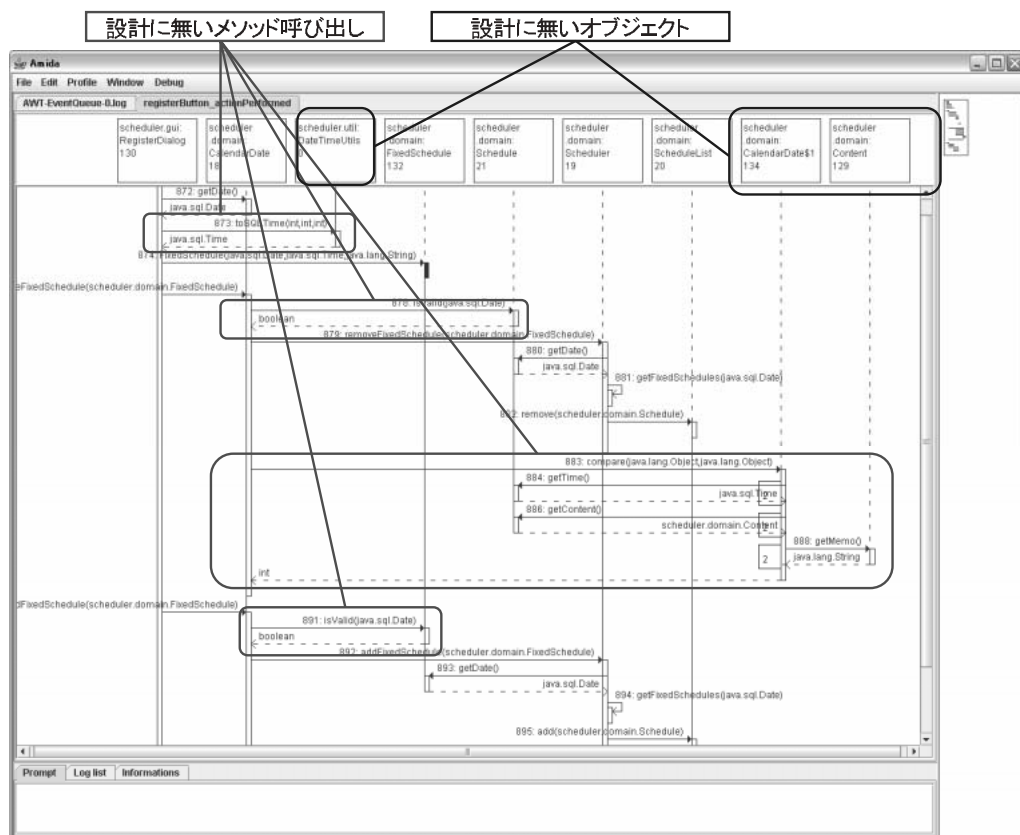 設計に無いメソッド呼び出し
設計に無いオブジェクト
Amida
File Edit Profile Window Debug
AWT-EventQueue-0.log registerButton_actionPerformed
scheduler.gui:
RegisterDialog
130
scheduler
.domain:
CalendarDate
18
scheduler.util:
DateTimeUtils
scheduler
.domain:
FixedSchedule
132
scheduler
.domain:
Schedule
21
scheduler
.domain:
Scheduler
19
scheduler
.domain:
ScheduleList
20
scheduler
.domain:
CalendarDate$1
134
scheduler
.domain:
Content
129
872: getDate()
java.sql.Date
873: toSQLTime(int,int,int)
java.sql.Time
874: FixedSchedule(java.sql.Date,java.sql.Time,java.lang.String)
eFixedSchedule(scheduler.domain.FixedSchedule)
878: isValid(java.sql.Date)
boolean
879: removeFixedSchedule(scheduler.domain.FixedSchedule)
880: getDate()
java.sql.Date
881: getFixedSchedules(java.sql.Date)
882: remove(scheduler.domain.Schedule)
883: compare(java.lang.Object,java.lang.Object)
884: getTime()
java.sql.Time
886: getContent()
scheduler.domain.Content
888: getMemo()
2
java.lang.String
int
dFixedSchedule(scheduler.domain.FixedSchedule)
891: isValid(java.sql.Date)
boolean
892: addFixedSchedule(scheduler.domain.FixedSchedule)
893: getDate()
java.sql.Date
894: getFixedSchedules(java.sql.Date)
895: add(scheduler.domain.Schedule)
Prompt Log list Informations